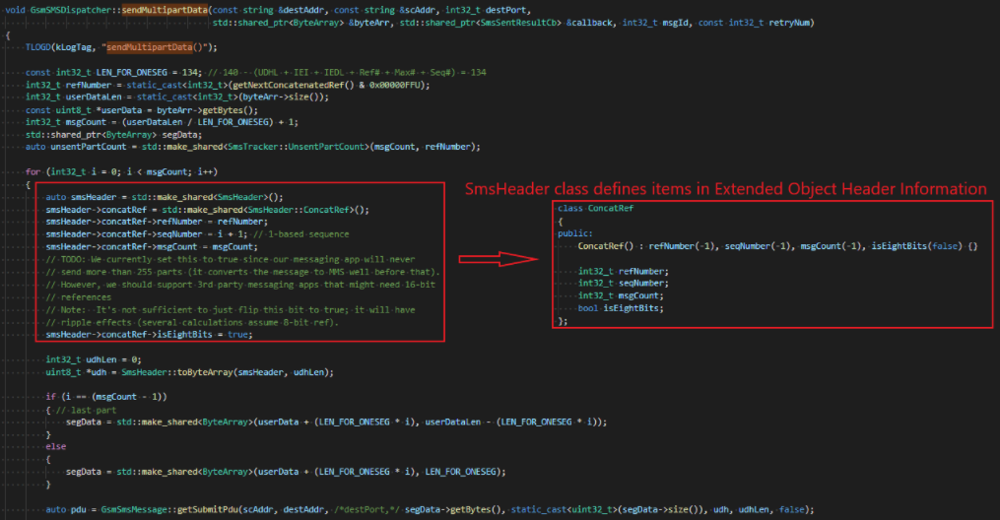 void GsmSMSDispatcher::sendMultipartData(const string &destAddr, const string &scAddr, int32_t destPort,
std::shared_ptr<ByteArray> &byteArr, std::shared_ptr<SmsSentResultCb> &callback, int32_t msgId, const int32_t retryNum)
{
TLOGD(kLogTag, "sendMultipartData()");
const int32_t LEN_FOR_ONESEG = 134; // 140 - (UDHL + IEI + IEDL + Ref# + Max# + Seq#) = 134
int32_t refNumber = static_cast<int32_t>(getNextConcatenatedRef() & 0x00000FFU);
int32_t userDataLen = static_cast<int32_t>(byteArr->size());
const uint8_t *userData = byteArr->getBytes();
int32_t msgCount = (userDataLen / LEN_FOR_ONESEG) + 1;
std::shared_ptr<ByteArray> segData;
auto unsentPartCount = std::make_shared<SmsTracker::UnsentPartCount>(msgCount, refNumber);
for (int32_t i = 0; i < msgCount; i++)
{
auto smsHeader = std::make_shared<SmsHeader>();
smsHeader->concatRef = std::make_shared<SmsHeader::ConcatRef>();
smsHeader->concatRef->refNumber = refNumber;
smsHeader->concatRef->seqNumber = i + 1; // 1-based sequence
smsHeader->concatRef->msgCount = msgCount;
// TODO: We currently set this to true since our messaging app will never
// send more than 255 parts (it converts the message to MMS well before that).
// However, we should support 3rd party messaging apps that might need 16-bit
// references
// Note:  It's not sufficient to just flip this bit to true; it will have
// ripple effects (several calculations assume 8-bit ref).
smsHeader->concatRef->isEightBits = true;
SmsHeader class defines items in Extended Object Header Information
class ConcatRef
{
public:
ConcatRef() : refNumber(-1), seqNumber(-1), msgCount(-1), isEightBits(false) {}
int32_t refNumber;
int32_t seqNumber;
int32_t msgCount;
bool isEightBits;
};
int32_t udhLen = 0;
uint8_t *udh = SmsHeader::toByteArray(smsHeader, udhLen);
if (i == (msgCount - 1))
{ // last part
segData = std::make_shared<ByteArray>(userData + (LEN_FOR_ONESEG * i), userDataLen - (LEN_FOR_ONESEG * i));
}
else
{
segData = std::make_shared<ByteArray>(userData + (LEN_FOR_ONESEG * i), LEN_FOR_ONESEG);
}
auto pdu = GsmSmsMessage::getSubmitPdu(scAddr, destAddr, /*destPort,*/ segData->getBytes(), static_cast<uint32_t>(segData->size()), udh, udhLen, false);